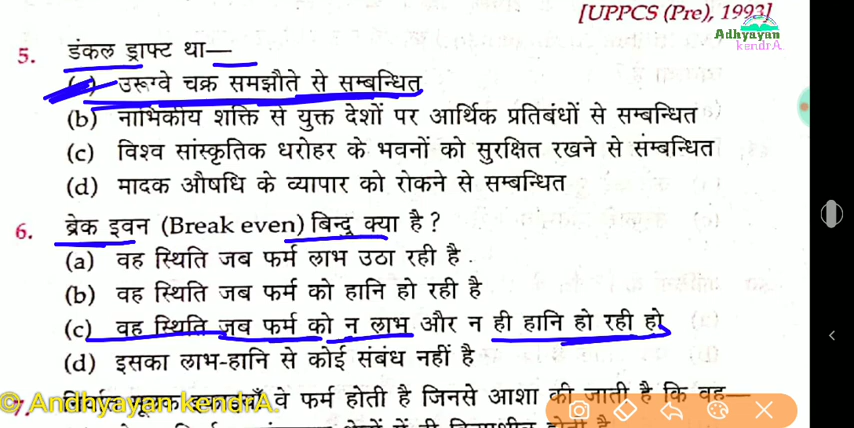 [UPPCS (Pre), 1993]
Adhyayan
kendrA.
5. डंकल ड्राफ्ट था—
उरूग्वे चक्र समझौते से सम्बन्धित
(b) नाभिकीय शक्ति से युक्त देशों पर आर्थिक प्रतिबंधों से सम्बन्धित
(c) विश्व सांस्कृतिक धरोहर के भवनों को सुरक्षित रखने से संम्बन्धित
(d) मादक औषधि के व्यापार को रोकने से सम्बन्धित
6. ब्रेक इवन (Break even) बिन्दु क्या है?
(a) वह स्थिति जब फर्म लाभ उठा रही है.
(b) वह स्थिति जब फर्म को हानि हो रही है
(c) वह स्थिति जब फर्म को न लाभ और न ही हानि हो रही हो
(d) इसका लाभ-हानि से कोई संबंध नहीं है
7. वे फर्म होती है जिनसे आशा की जाती है कि वह—
© Andhyayan kendrA.